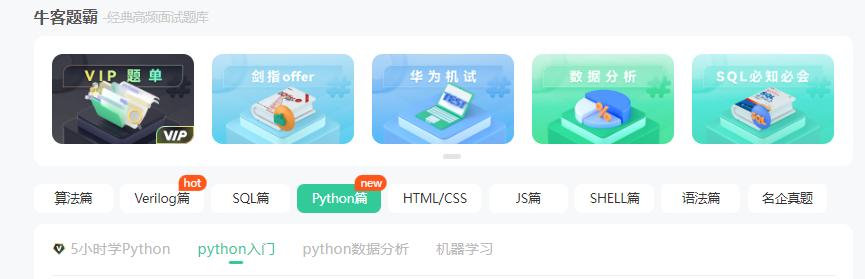 牛客题霸 -经典高频面试题库
VIP 题单 剑指offer 华为机试 数据分析 SQL必知必会
TEST
VIP
hot new
算法篇 Verilog篇 SQL篇 Python篇 HTML/CSS JS篇 SHELL篇 语法篇 名企真题
5小时学Python python入门 python数据分析 机器学习